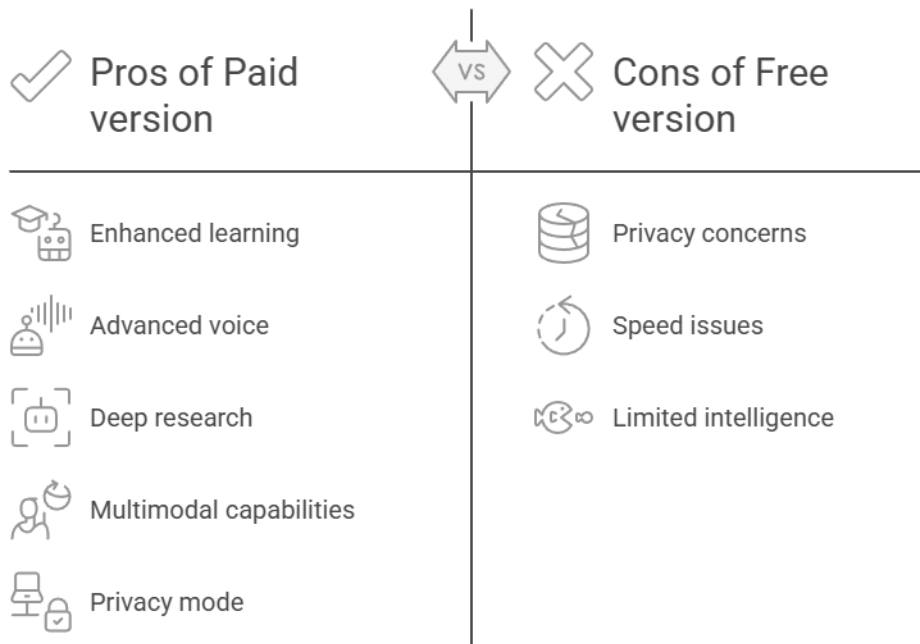 Pros of Paid
version
VS
Cons of Free
version
Enhanced learning
Advanced voice
Deep research
Multimodal capabilities
Privacy mode
Privacy concerns
Speed issues
Limited intelligence